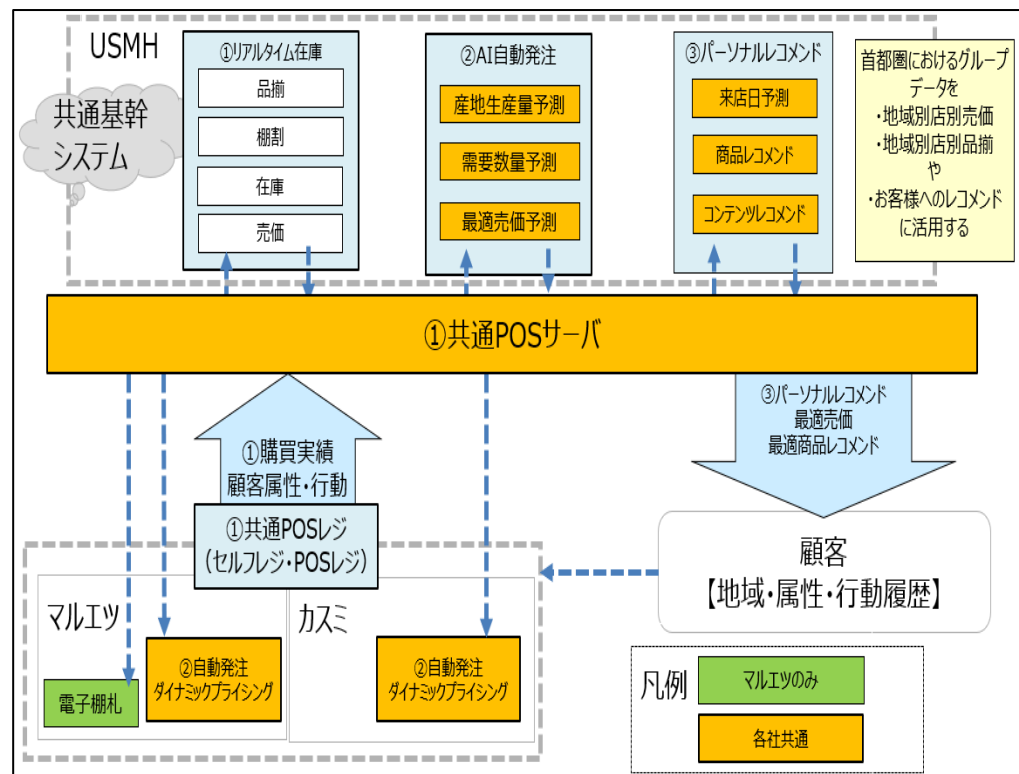 USMH
共通基幹
システム
①リアルタイム在庫
品揃
棚割
在庫
売価
②AI自動発注
産地生産量予測
需要数量予測
最適売価予測
③パーソナルレコメンド
来店日予測
商品レコメンド
コンテンツレコメンド
首都圏におけるグループ
データを
・地域別店別売価
・地域別店別品揃
や
・お客様へのレコメンド
に活用する
①共通POSサーバ
①購買実績
顧客属性・行動
③パーソナルレコメンド
最適売価
最適商品レコメンド
①共通POSレジ
（セルフレジ・POSレジ）
マルエツ
電子棚札
②自動発注
ダイナミックプライシング
カスミ
②自動発注
ダイナミックプライシング
顧客
【地域・属性・行動履歴】
凡例
マルエツのみ
各社共通